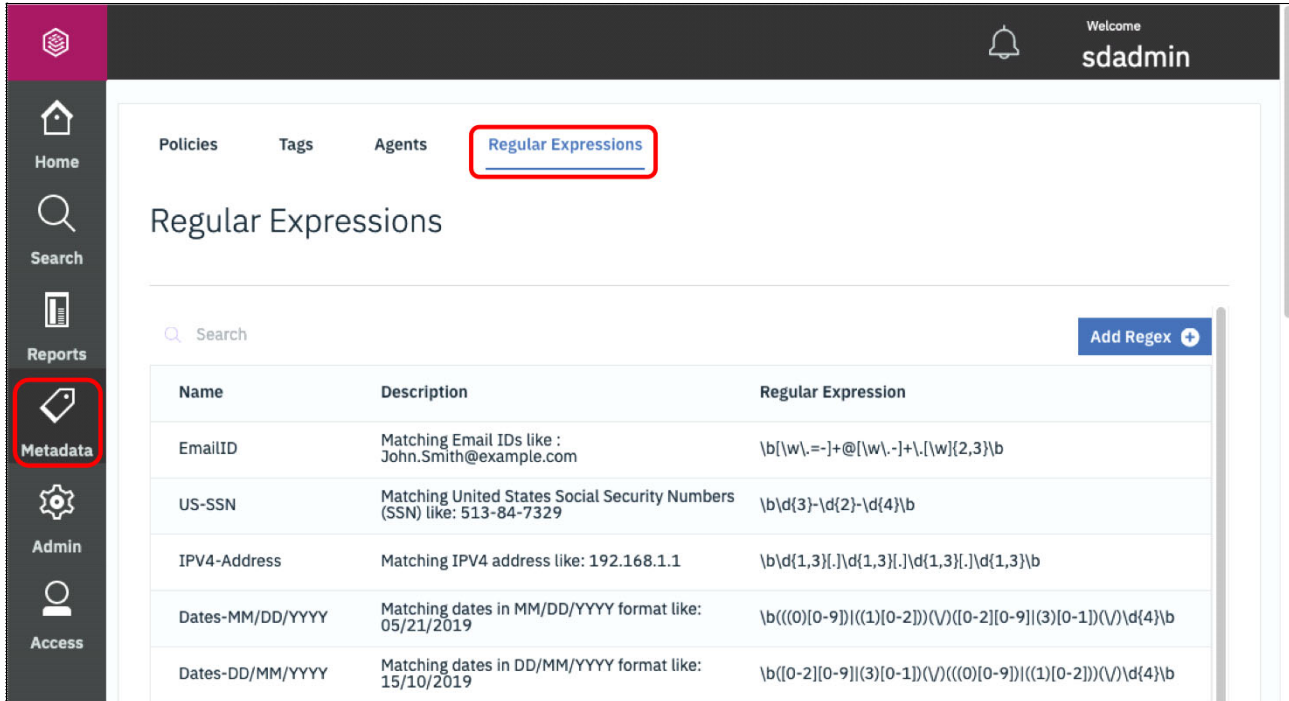 Welcome
sdadmin
Home
Search
Reports
Metadata
Admin
Access
Policies Tags Agents Regular Expressions
Regular Expressions
Search
Add Regex
Name Description Regular Expression
EmailID Matching Email IDs like : \b[\w\.=-]+@[\w\.-]+\.[\w]{2,3}\b
John.Smith@example.com
US-SSN Matching United States Social Security Numbers \b\d{3}-\d{2}-\d{4}\b
(SSN) like: 513-84-7329
IPV4-Address Matching IPV4 address like: 192.168.1.1 \b\d{1,3}[.]\d{1,3}[.]\d{1,3}[.]\d{1,3}\b
Dates-MM/DD/YYYY Matching dates in MM/DD/YYYY format like: \b(((0)[0-9])|((1)[0-2]))(\/)([0-2][0-9]|(3)[0-1])(\/)\d{4}\b
05/21/2019
Dates-DD/MM/YYYY Matching dates in DD/MM/YYYY format like: \b([0-2][0-9]|(3)[0-1])(\/)(((0)[0-9])|((1)[0-2]))(\/)\d{4}\b
15/10/2019